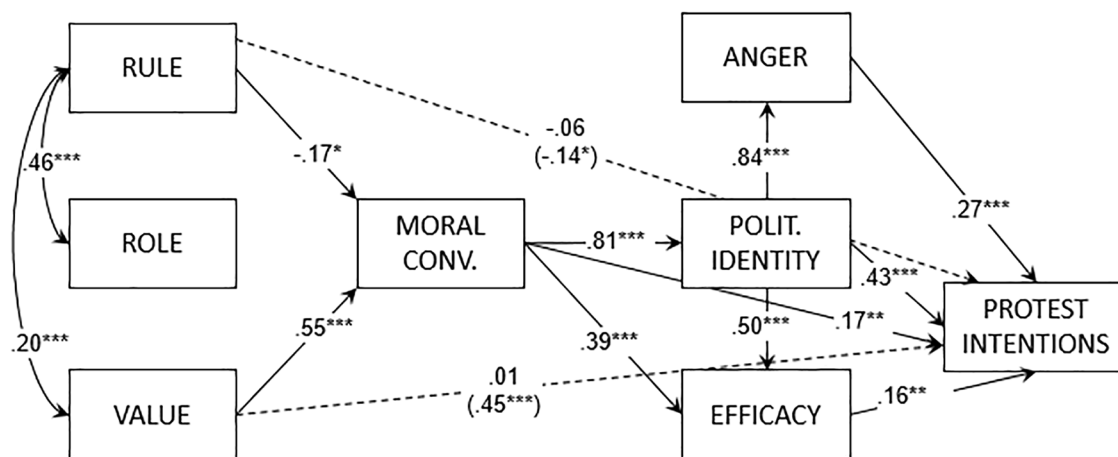 RULE
ANGER
-.06
(-.14*)
-.17*
.84***
.46***
.27***
ROLE
MORAL
CONV.
.81***
POLIT.
IDENTITY
.43***
PROTEST
INTENTIONS
.17**
.50***
.55***
.39***
.20***
.01
(.45***)
VALUE
EFFICACY
.16**